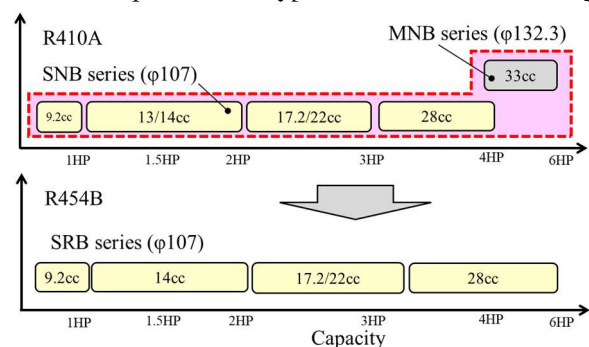 R410A
MNB series (φ132.3)
SNB series (φ107)
33cc
9.2cc 13/14cc 17.2/22cc 28cc
1HP 1.5HP 2HP 3HP 4HP 6HP
R454B
SRB series (φ107)
9.2cc 14cc 17.2/22cc 28cc
1HP 1.5HP 2HP 3HP 4HP 6HP
Capacity